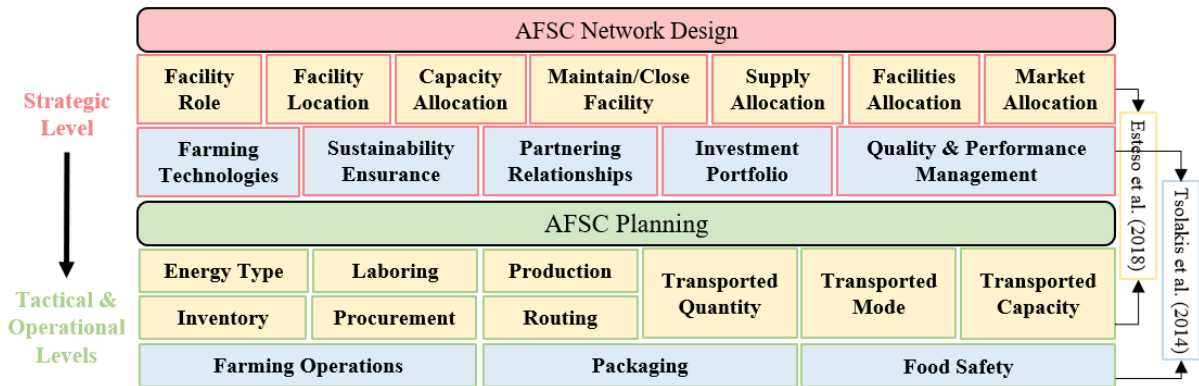 AFSC Network Design
Strategic
Level
Facility
Role
Facility
Location
Capacity
Allocation
Maintain/Close
Facility
Supply
Allocation
Facilities
Allocation
Market
Allocation
Farming
Technologies
Sustainability
Ensurance
Partnering
Relationships
Investment
Portfolio
Quality & Performance
Management
AFSC Planning
Tactical &
Operational
Levels
Energy Type
Laboring
Production
Inventory
Procurement
Routing
Transported
Quantity
Transported
Mode
Transported
Capacity
Farming Operations
Packaging
Food Safety
Esteso et al. (2018)
Tsolakis et al. (2014)